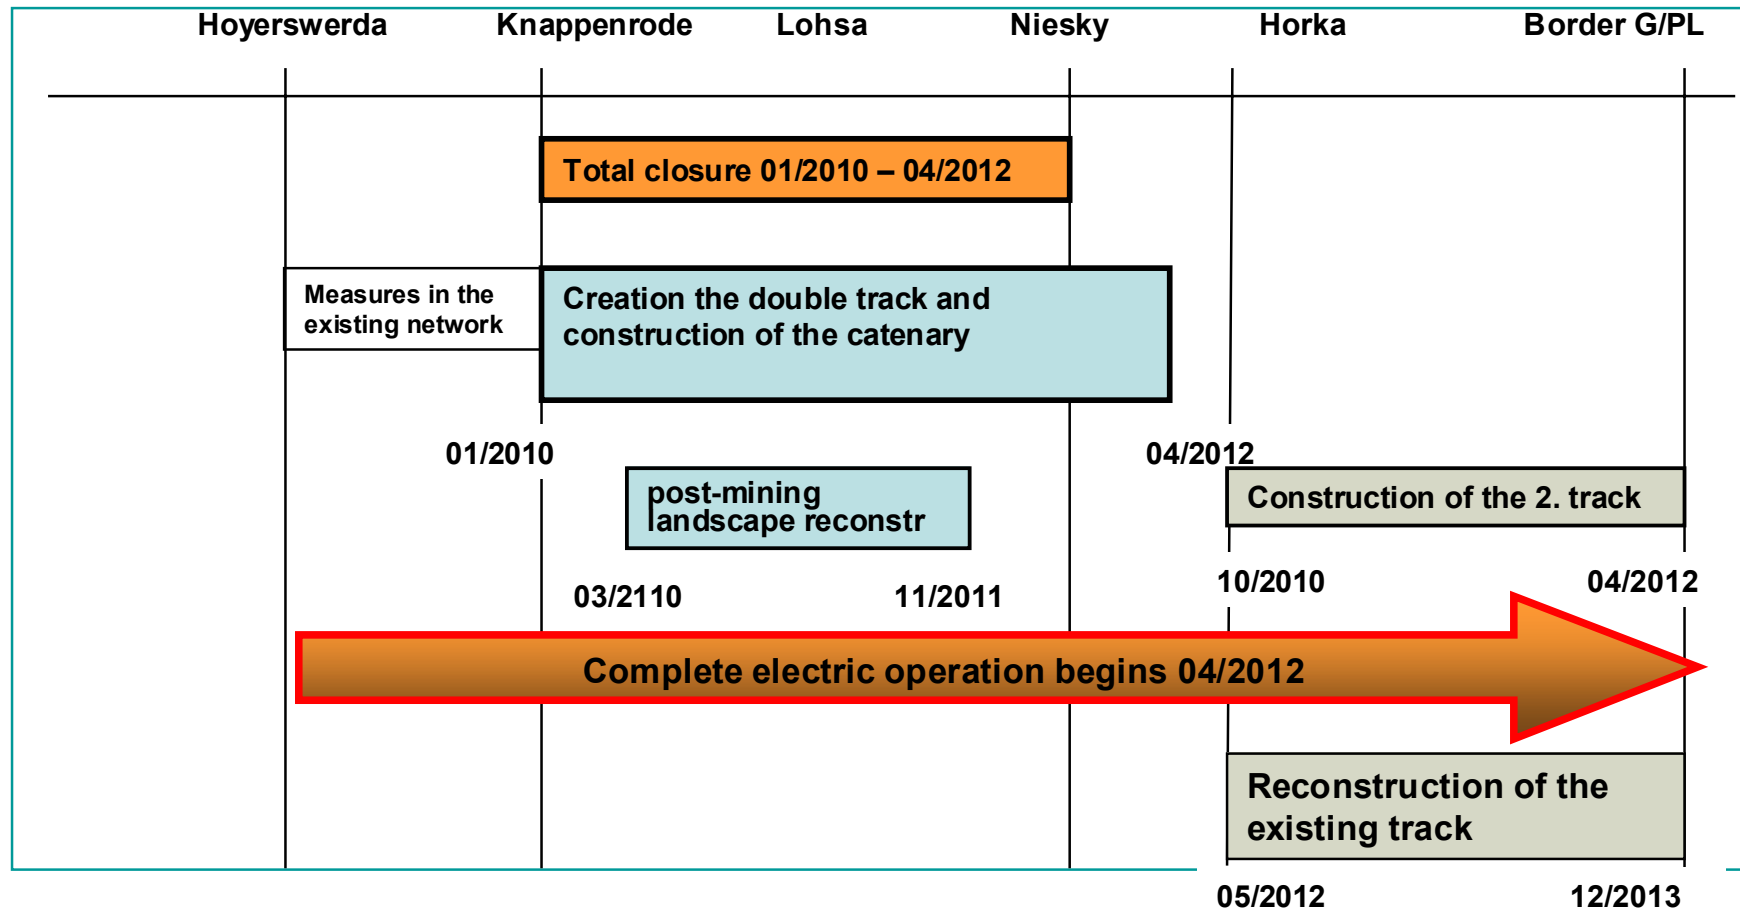 Hoyerswerda Knappenrode Lohsa Niesky Horka Border G/PL
Total closure 01/2010 – 04/2012
Measures in the
existing network
Creation the double track and
construction of the catenary
01/2010 04/2012
post-mining
landscape reconstr
Construction of the 2. track
03/2110 11/2011
10/2010 04/2012
Complete electric operation begins 04/2012
Reconstruction of the
existing track
05/2012 12/2013